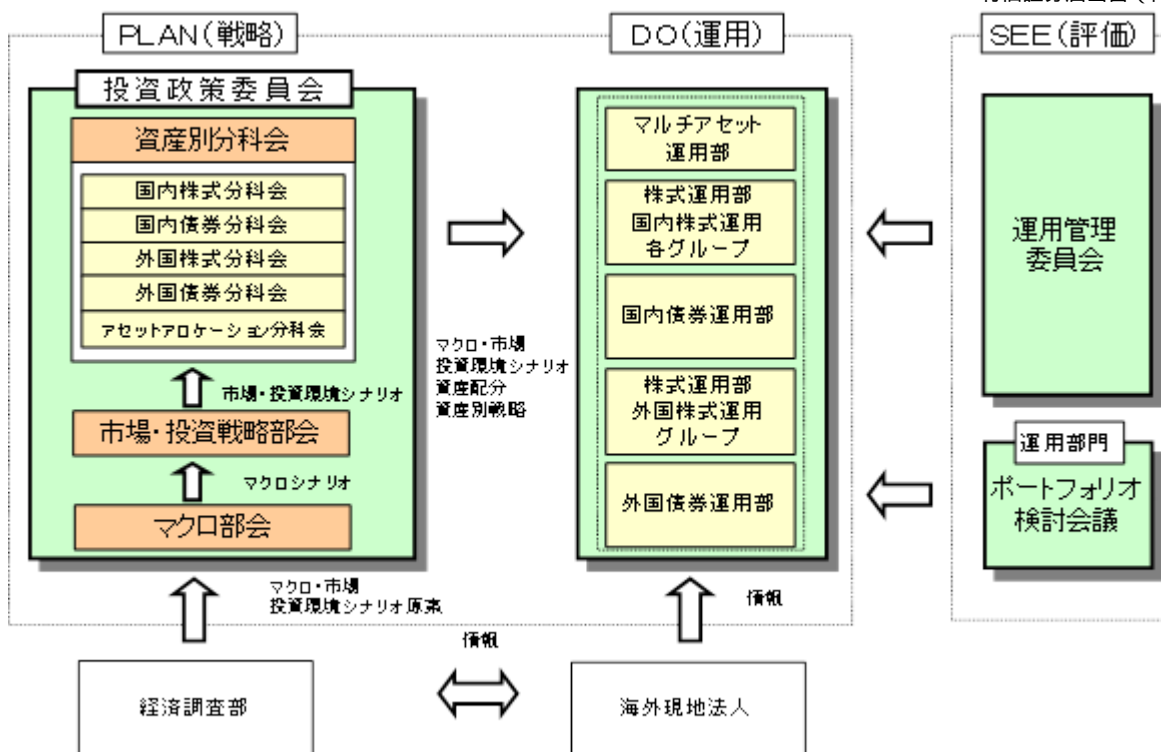 PLAN(戦略)
投資政策委員会
資産別分科会
国内株式分科会
国内債券分科会
外国株式分科会
外国債券分科会
アセットアロケーション分科会
市場・投資環境シナリオ
市場・投資戦略部会
マクロシナリオ
マクロ部会
マクロ・市場
投資環境シナリオ原案
経済調査部
マクロ・市場
投資環境シナリオ
資産配分
資産別戦略
情報
DO(運用)
マルチアセット
運用部
株式運用部
国内株式運用
各グループ
国内債券運用部
株式運用部
外国株式運用
グループ
外国債券運用部
情報
海外現地法人
SEE(評価)
運用管理
委員会
運用部門
ポートフォリオ
検討会議